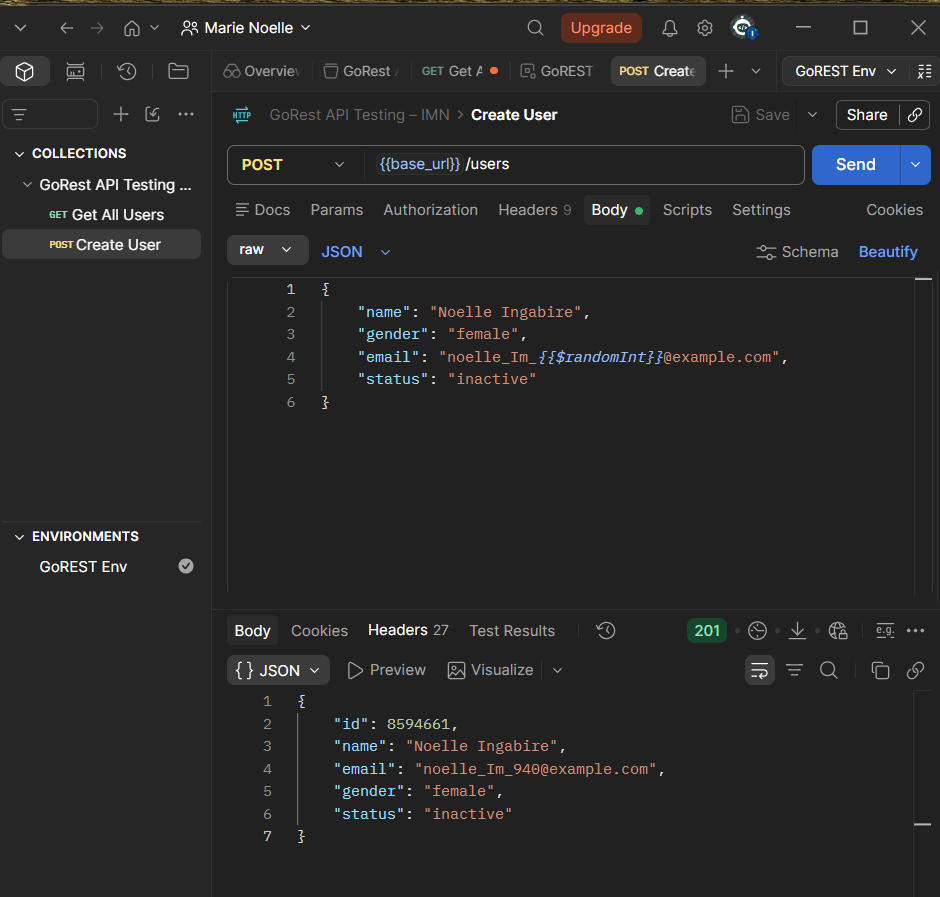 Marie Noelle
Upgrade
Overview
GoRest A
GET Get A
GoREST
POST Create
GoREST Env
HTTP
GoRest API Testing – IMN > Create User
Save
Share
COLLECTIONS
GoRest API Testing ...
GET Get All Users
POST Create User
POST
{{base_url}} /users
Send
Docs
Params
Authorization
Headers 9
Body
Scripts
Settings
Cookies
raw
JSON
Schema
Beautify
1 {
2 "name": "Noelle Ingabire",
3 "gender": "female",
4 "email": "noelle_Im_{{$randomInt}}@example.com",
5 "status": "inactive"
6 }
ENVIRONMENTS
GoREST Env
Body
Cookies
Headers 27
Test Results
201
e.g.
{} JSON
Preview
Visualize
1 {
2 "id": 8594661,
3 "name": "Noelle Ingabire",
4 "email": "noelle_Im_940@example.com",
5 "gender": "female",
6 "status": "inactive"
7 }